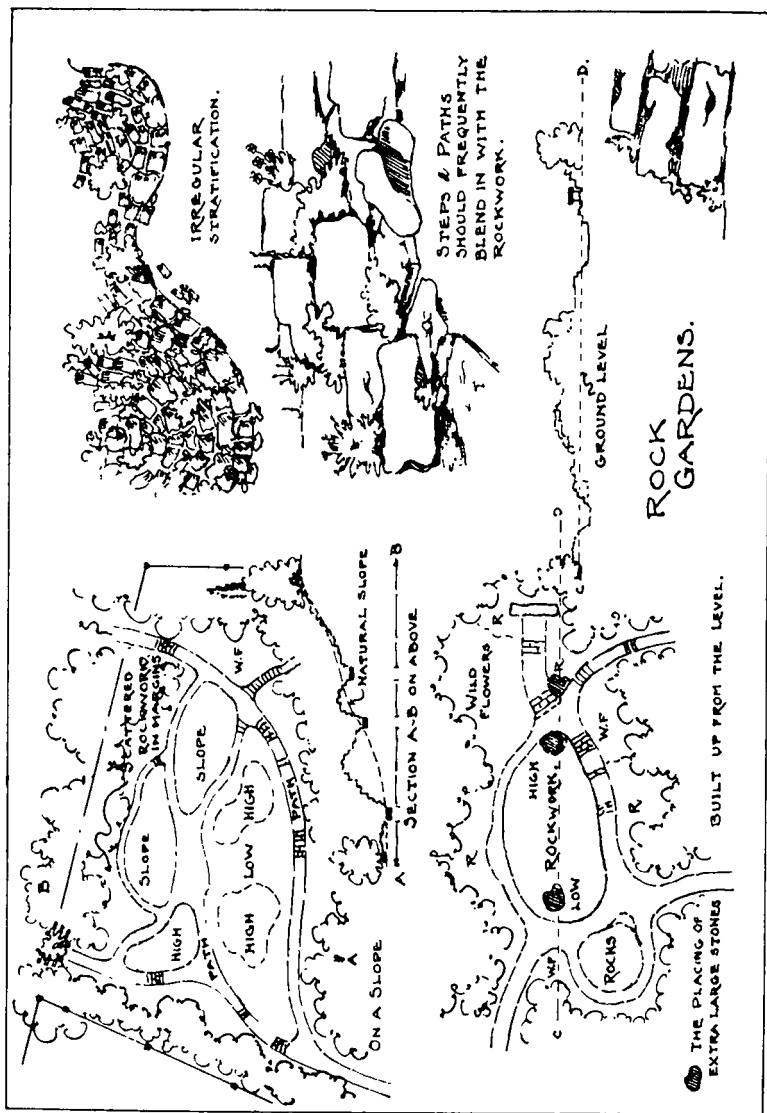 B
SCATTERED
ROCKWORK
IN MARGINS
SLOPE
SLOPE
W.F
HIGH
PATH
HIGH
LOW
HIGH
PATH
A
ON A SLOPE
NATURAL SLOPE
A
B
SECTION A-B ON ABOVE
IRREGULAR
STRATIFICATION.
STEPS & PATHS
SHOULD FREQUENTLY
BLEND IN WITH THE
ROCKWORK.
R
R
WILD
FLOWERS
R
HIGH
ROCKWORK
LOW
D
C
W.F
W.F
R
ROCKS
C
D.
GROUND LEVEL
THE PLACING OF
EXTRA LARGE STONES
BUILT UP FROM THE LEVEL.
ROCK
GARDENS.